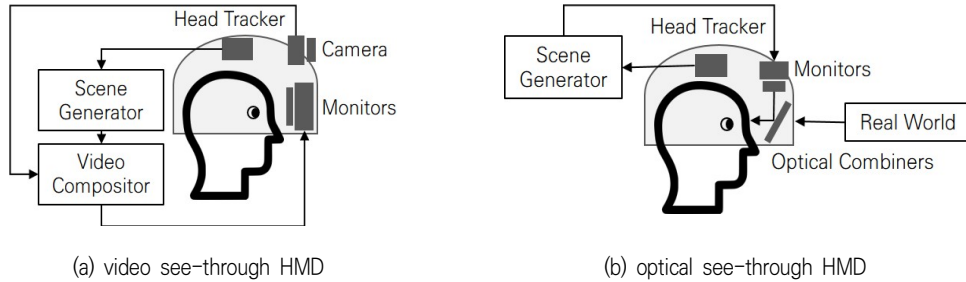 Head Tracker
Camera
Scene
Generator
Monitors
Video
Compositor
(a) video see-through HMD
Head Tracker
Scene
Generator
Monitors
Real World
Optical Combiners
(b) optical see-through HMD